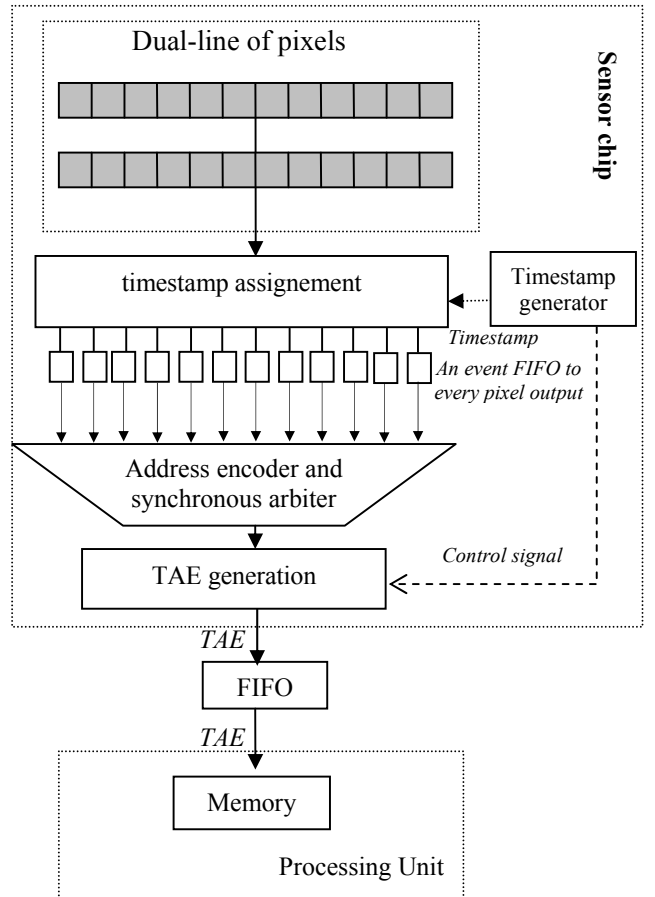 Dual-line of pixels
Sensor chip
timestamp assignement
Timestamp
generator
Timestamp
An event FIFO to
every pixel output
Address encoder and
synchronous arbiter
Control signal
TAE generation
TAE
FIFO
TAE
Memory
Processing Unit